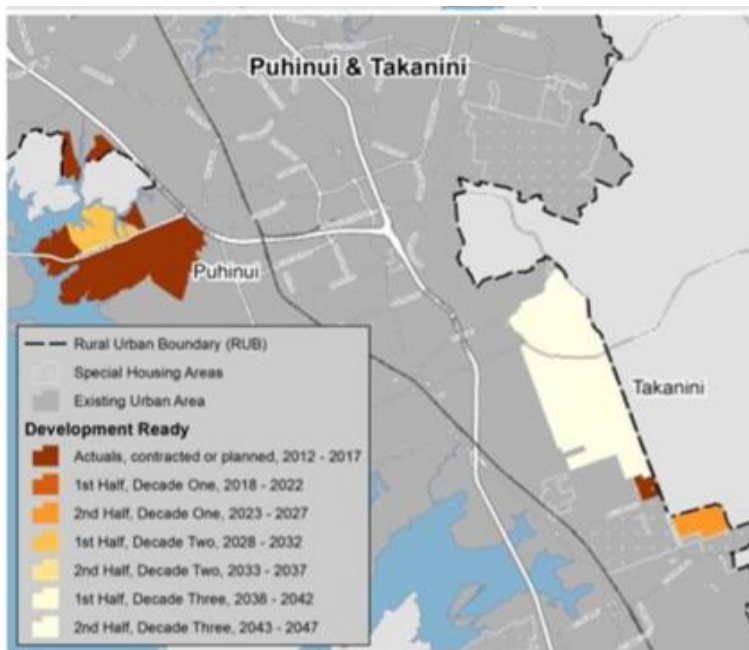 Puhinui & Takanini
Puhinui
Takanini
Rural Urban Boundary (RUB)
Special Housing Areas
Existing Urban Area
Development Ready
Actuals, contracted or planned, 2012 - 2017
1st Half, Decade One, 2018 - 2022
2nd Half, Decade One, 2023 - 2027
1st Half, Decade Two, 2028 - 2032
2nd Half, Decade Two, 2033 - 2037
1st Half, Decade Three, 2038 - 2042
2nd Half, Decade Three, 2043 - 2047